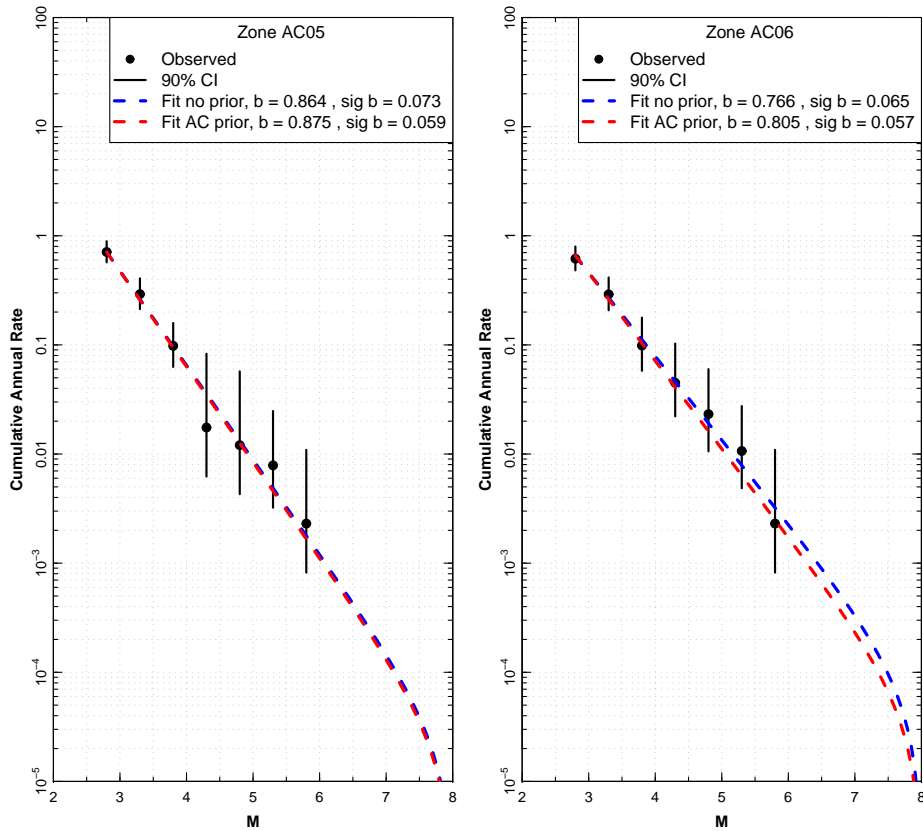 Zone AC05
Observed
90% CI
Fit no prior, b = 0.864 , sig b = 0.073
Fit AC prior, b = 0.875 , sig b = 0.059
100
10
1
0.1
0.01
10⁻³
10⁻⁴
10⁻⁵
Cumulative Annual Rate
2 3 4 5 6 7 8
M
Zone AC06
Observed
90% CI
Fit no prior, b = 0.766 , sig b = 0.065
Fit AC prior, b = 0.805 , sig b = 0.057
100
10
1
0.1
0.01
10⁻³
10⁻⁴
10⁻⁵
Cumulative Annual Rate
2 3 4 5 6 7 8
M